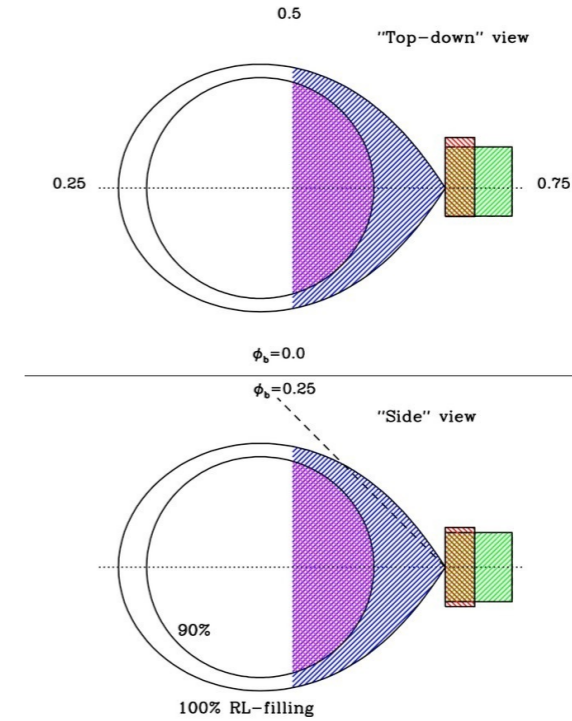 0.5
"Top-down" view
0.25
0.75
ϕb=0.0
ϕb=0.25
"Side" view
90%
100% RL-filling